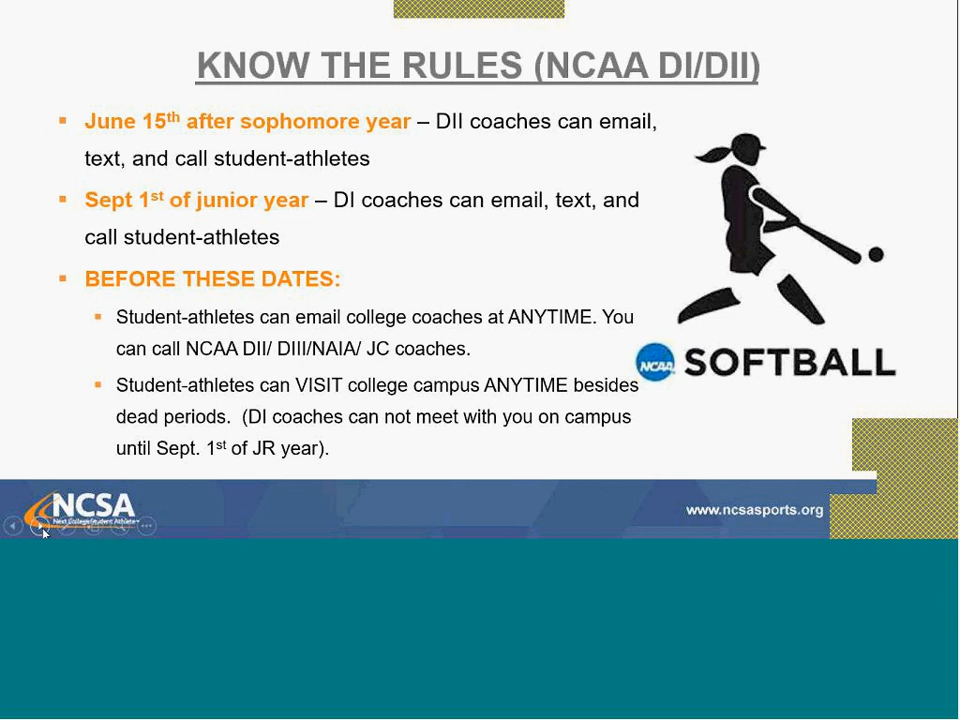 KNOW THE RULES (NCAA DI/DII)
▪ June 15th after sophomore year – DII coaches can email,
text, and call student-athletes
▪ Sept 1st of junior year – DI coaches can email, text, and
call student-athletes
▪ BEFORE THESE DATES:
▪ Student-athletes can email college coaches at ANYTIME. You
can call NCAA DII/ DIII/NAIA/ JC coaches.
▪ Student-athletes can VISIT college campus ANYTIME besides
dead periods. (DI coaches can not meet with you on campus
until Sept. 1st of JR year).
NCAA SOFTBALL
NCSA
Next College Student Athlete
www.ncsasports.org